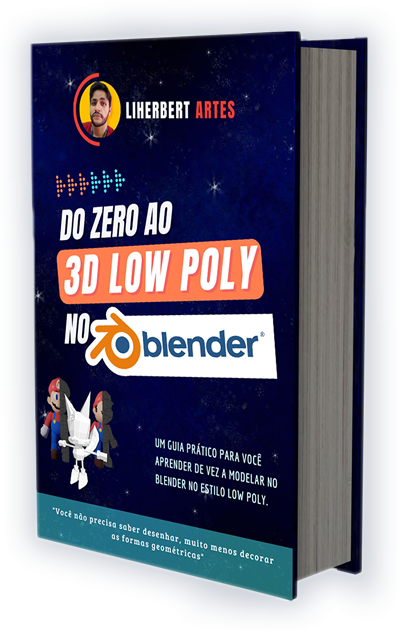 LIHERBERT ARTES
DO ZERO AO
3D LOW POLY
NO blender®
UM GUIA PRÁTICO PARA VOCÊ
APRENDER DE VEZ A MODELAR NO
BLENDER NO ESTILO LOW POLY.
"Você não precisa saber desenhar, muito menos decorar
as formas geométricas"